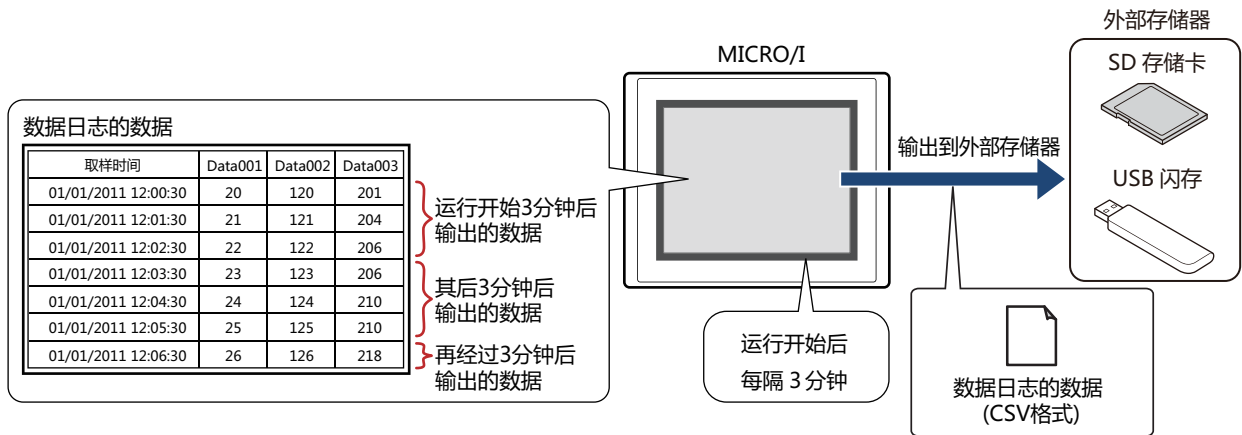 外部存储器
SD 存储卡
USB 闪存
MICRO/I
输出到外部存储器
数据日志的数据
取样时间 Data001 Data002 Data003
01/01/2011 12:00:30 20 120 201
01/01/2011 12:01:30 21 121 204
01/01/2011 12:02:30 22 122 206
01/01/2011 12:03:30 23 123 206
01/01/2011 12:04:30 24 124 210
01/01/2011 12:05:30 25 125 210
01/01/2011 12:06:30 26 126 218
运行开始3分钟后
输出的数据
其后3分钟后
输出的数据
再经过3分钟后
输出的数据
运行开始后
每隔 3 分钟
数据日志的数据
(CSV格式)